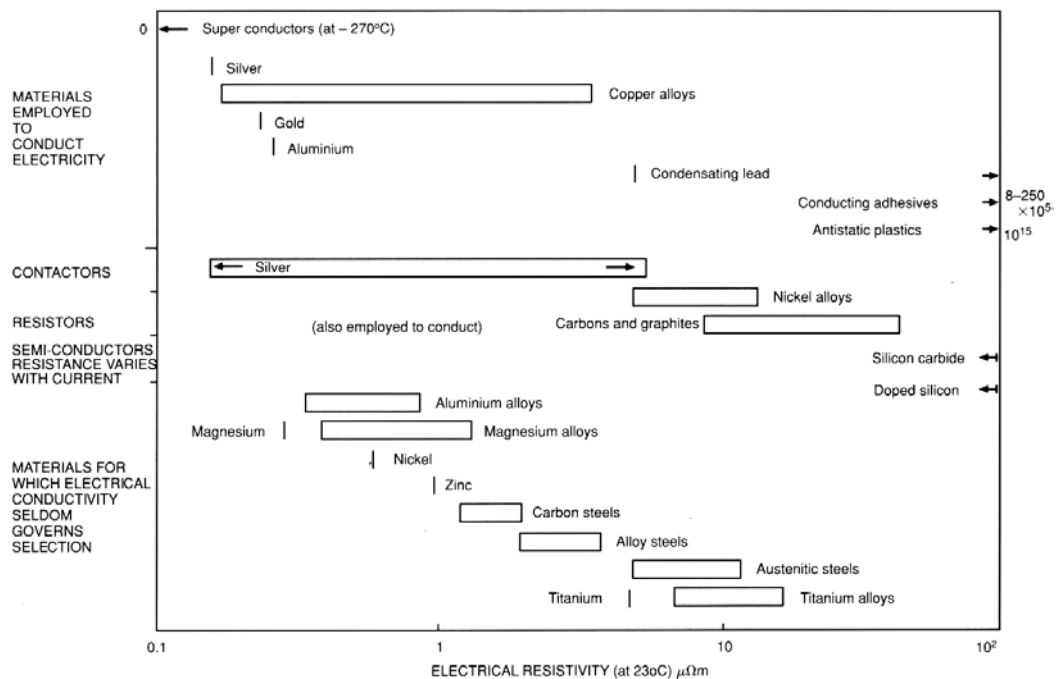 0
Super conductors (at – 270ºC)
Silver
MATERIALS
EMPLOYED
TO
CONDUCT
ELECTRICITY
Copper alloys
Gold
Aluminium
Condensating lead
Conducting adhesives
8–250
×10⁵
Antistatic plastics
10¹⁵
CONTACTORS
Silver
Nickel alloys
RESISTORS
(also employed to conduct)
Carbons and graphites
SEMI-CONDUCTORS
RESISTANCE VARIES
WITH CURRENT
Silicon carbide
Doped silicon
Aluminium alloys
Magnesium
Magnesium alloys
Nickel
MATERIALS FOR
WHICH ELECTRICAL
CONDUCTIVITY
SELDOM
GOVERNS
SELECTION
Zinc
Carbon steels
Alloy steels
Austenitic steels
Titanium
Titanium alloys
0.1
1
10
10²
ELECTRICAL RESISTIVITY (at 23oC) μΩm